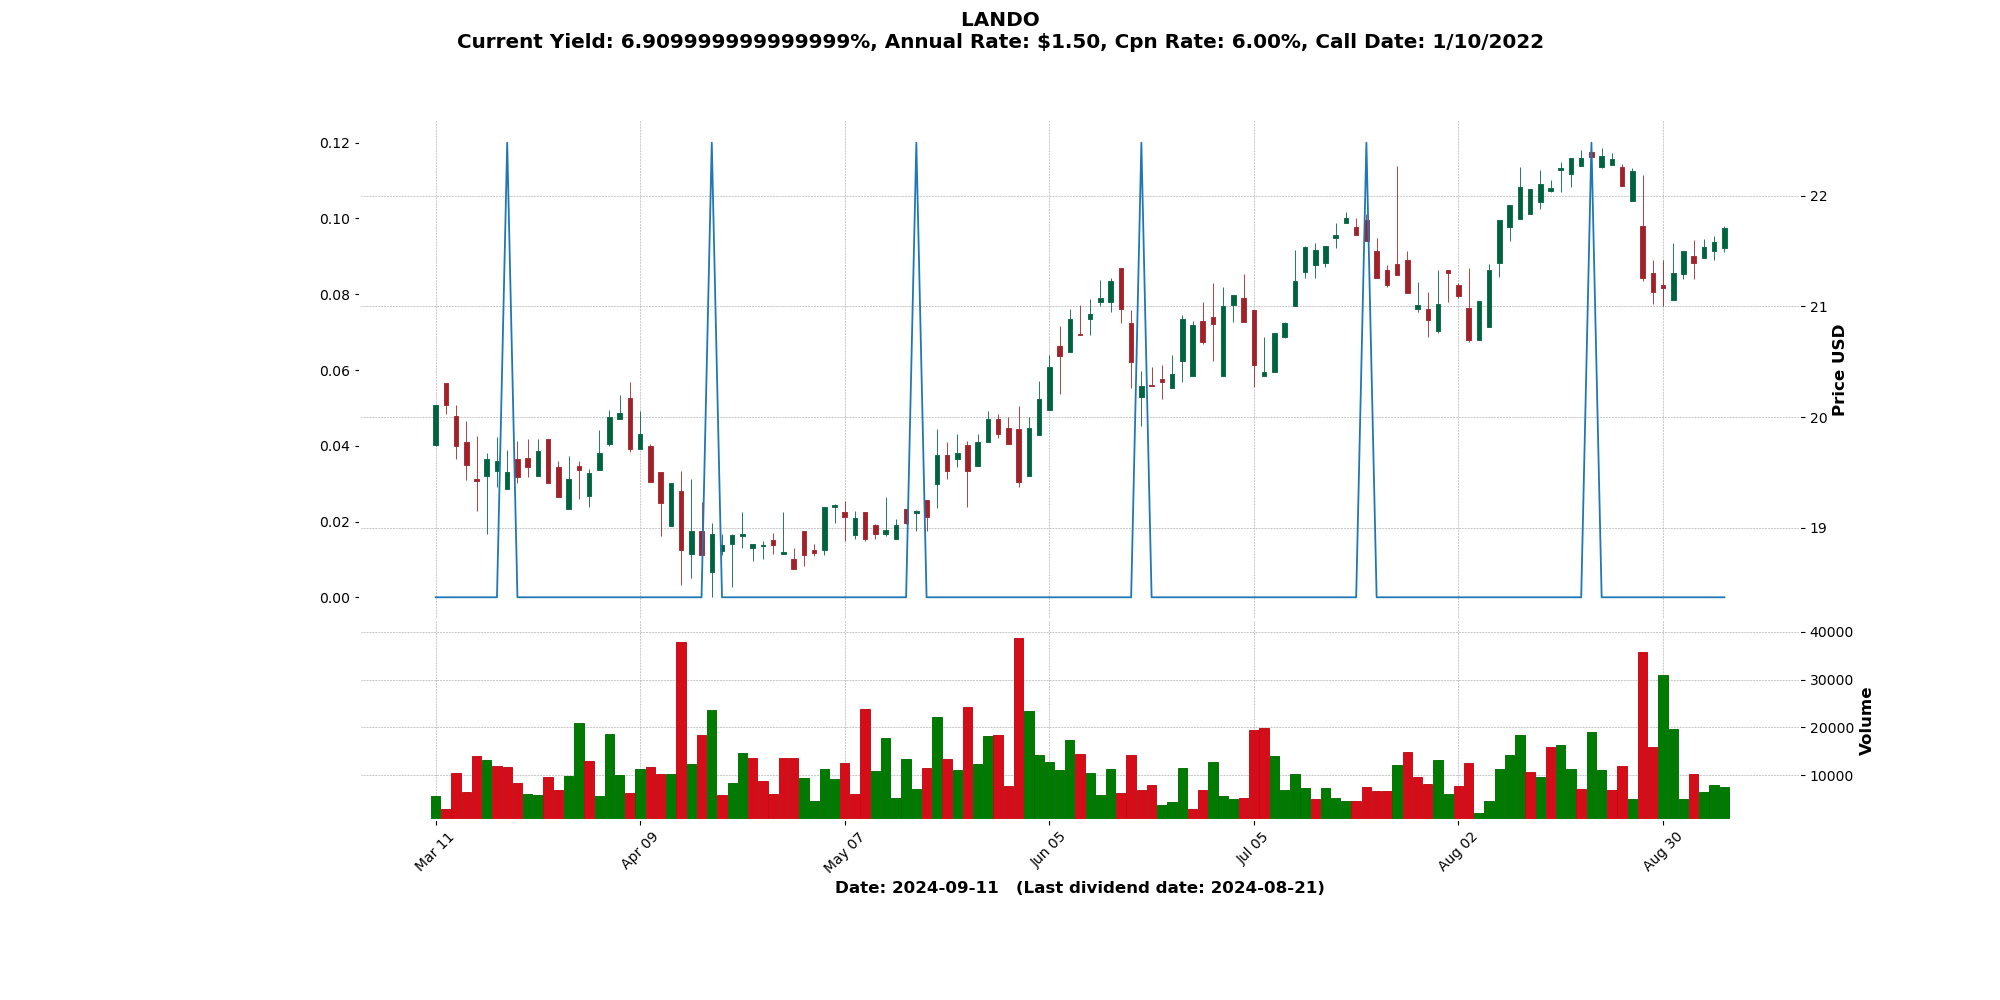 LANDO
Current Yield: 6.909999999999999%, Annual Rate: $1.50, Cpn Rate: 6.00%, Call Date: 1/10/2022
0.12
0.10
0.08
0.06
0.04
0.02
0.00
22
21
20
19
Price USD
40000
30000
20000
10000
Volume
Mar 11
Apr 09
May 07
Jun 05
Jul 05
Aug 02
Aug 30
Date: 2024-09-11 (Last dividend date: 2024-08-21)